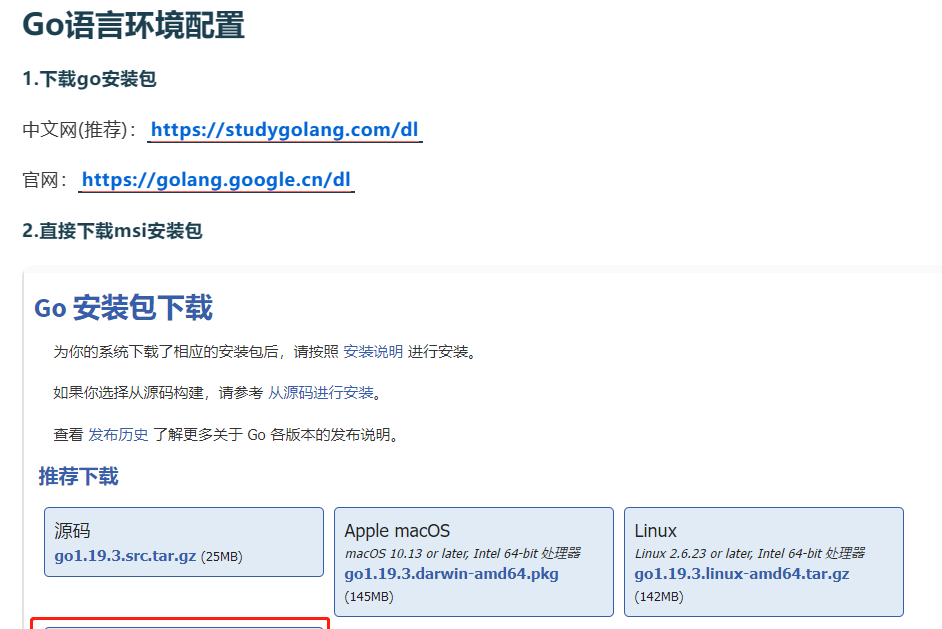 Go语言环境配置
1.下载go安装包
中文网(推荐)： https://studygolang.com/dl
官网： https://golang.google.cn/dl
2.直接下载msi安装包
Go 安装包下载
为你的系统下载了相应的安装包后，请按照 安装说明 进行安装。
如果你选择从源码构建，请参考 从源码进行安装。
查看 发布历史 了解更多关于 Go 各版本的发布说明。
推荐下载
源码
go1.19.3.src.tar.gz (25MB)
Apple macOS
macOS 10.13 or later, Intel 64-bit 处理器
go1.19.3.darwin-amd64.pkg
(145MB)
Linux
Linux 2.6.23 or later, Intel 64-bit 处理器
go1.19.3.linux-amd64.tar.gz
(142MB)